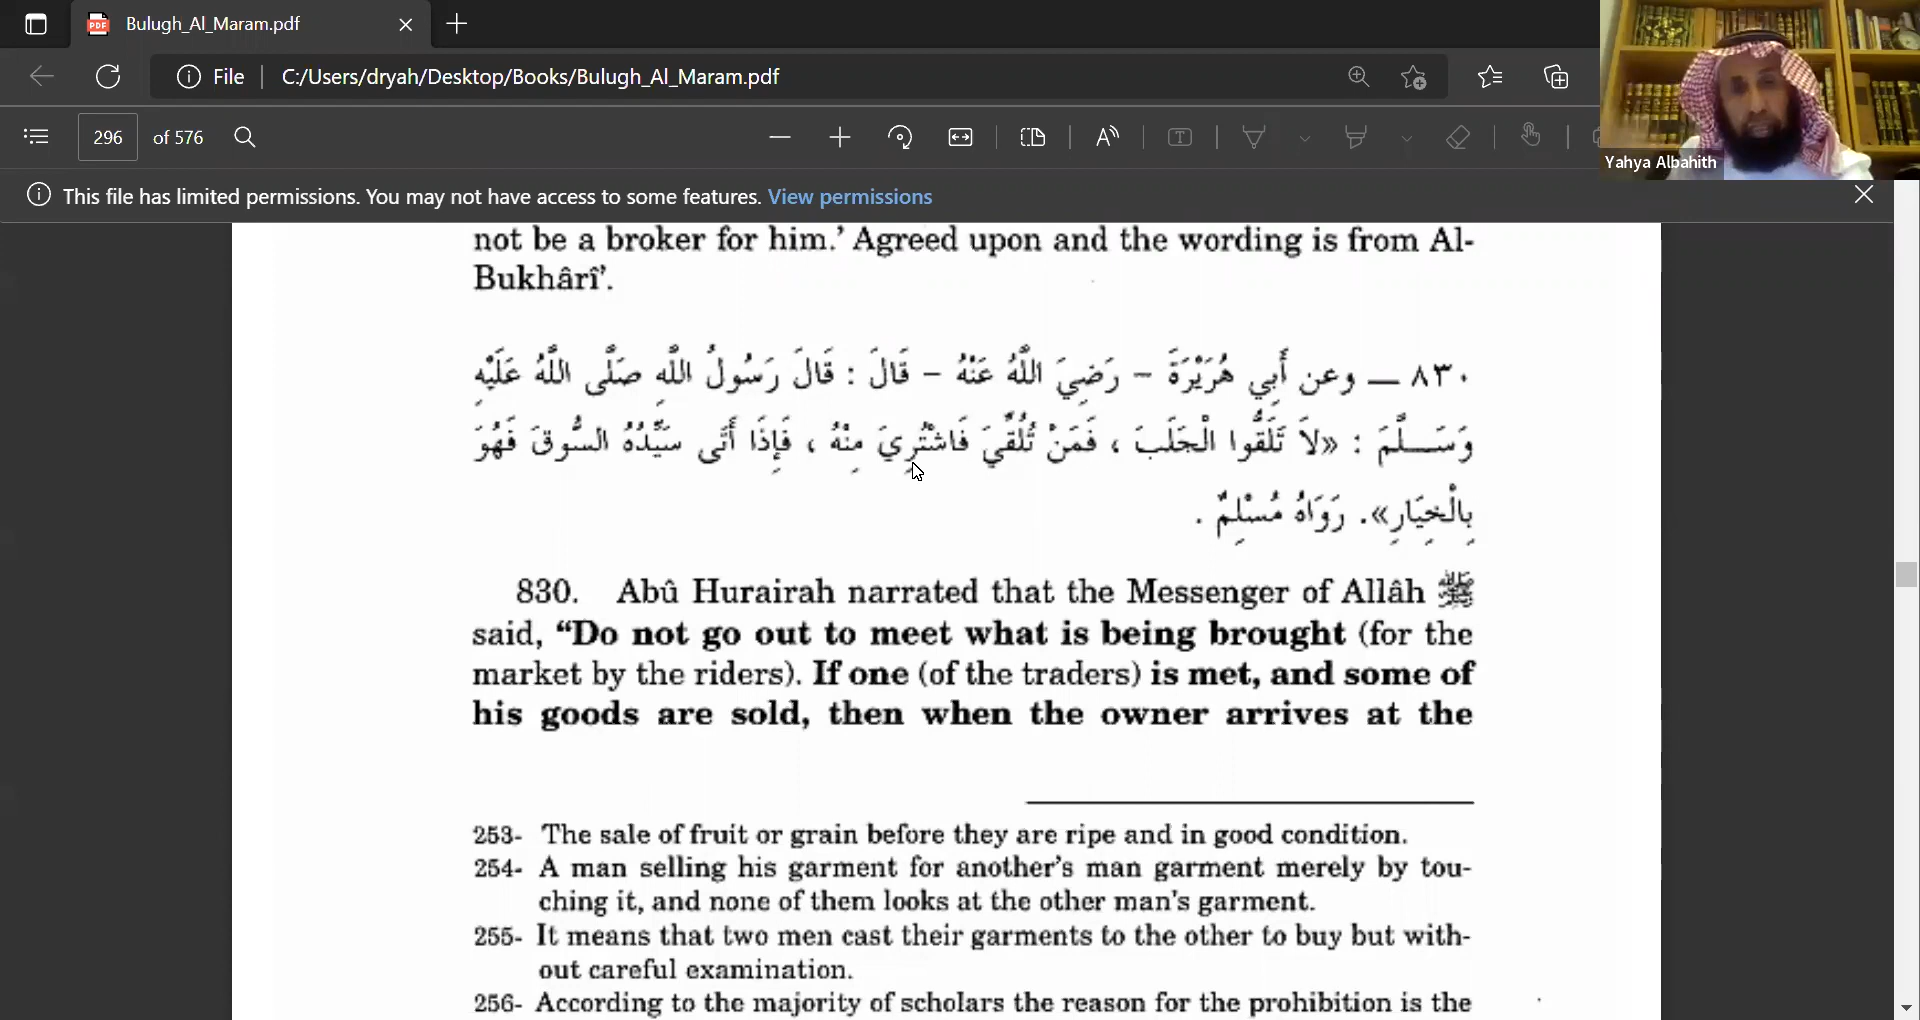 Bulugh_Al_Maram.pdf
File
C:/Users/dryah/Desktop/Books/Bulugh_Al_Maram.pdf
296 of 576
Yahya Albahith
This file has limited permissions. You may not have access to some features. View permissions
not be a broker for him.’ Agreed upon and the wording is from Al-
Bukhârî’.
٨٣٠ — وعن أَبِي هُرَيْرَةَ – رَضِيَ اللَّهُ عَنْهُ – قَالَ : قَالَ رَسُولُ اللَّهِ صَلَّى اللَّهُ عَلَيْهِ
وَسَـــلَّمَ : «لاَ تَلَقُّوا الْجَلَبَ ، فَمَنْ تُلُقِّيَ فَاشْتُرِيَ مِنْهُ ، فَإِذَا أَتَى سَيِّدُهُ السُّوقَ فَهُوَ
بِالْخِيَارِ». رَوَاهُ مُسْلِمٌ .
830. Abû Hurairah narrated that the Messenger of Allâh ﷺ
said, “Do not go out to meet what is being brought (for the
market by the riders). If one (of the traders) is met, and some of
his goods are sold, then when the owner arrives at the
253- The sale of fruit or grain before they are ripe and in good condition.
254- A man selling his garment for another’s man garment merely by tou-
ching it, and none of them looks at the other man’s garment.
255- It means that two men cast their garments to the other to buy but with-
out careful examination.
256- According to the majority of scholars the reason for the prohibition is the